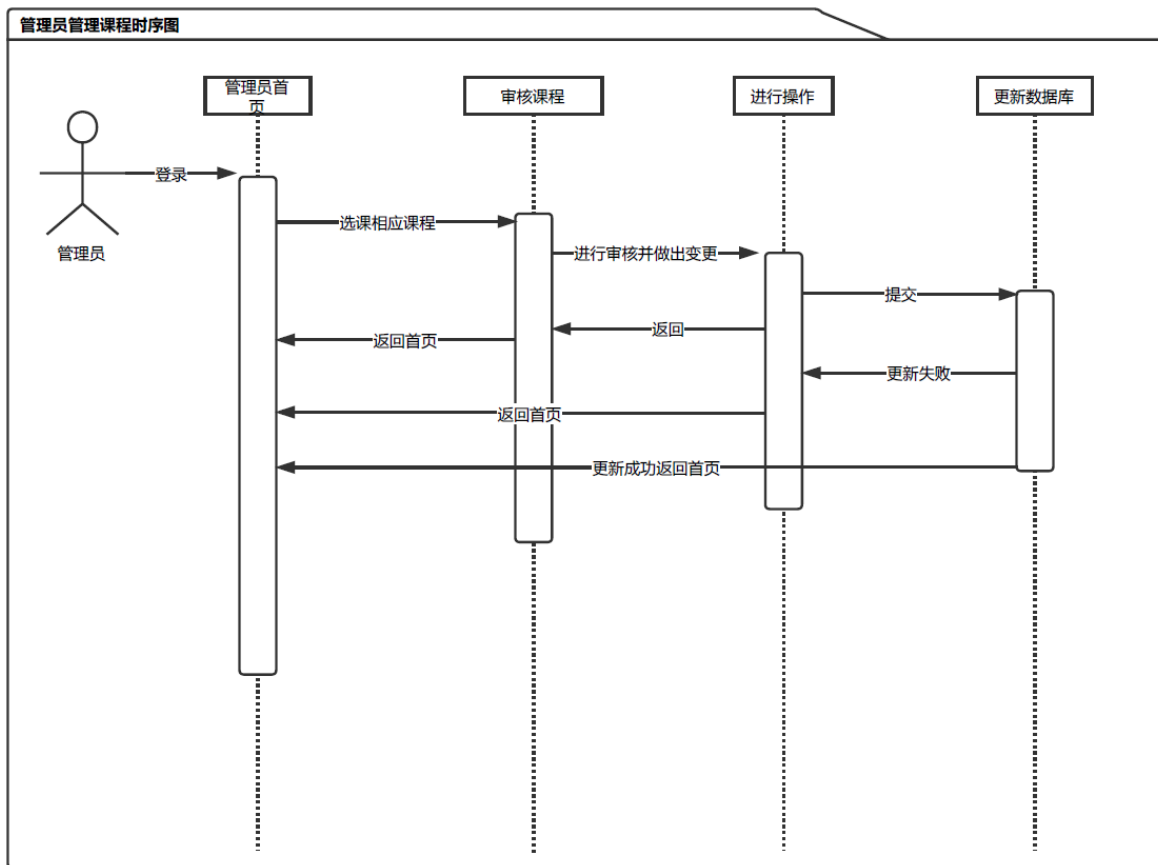 管理员管理课程时序图
管理员首
页
审核课程
进行操作
更新数据库
登录
管理员
选课相应课程
进行审核并做出变更
提交
返回
返回首页
更新失败
返回首页
更新成功返回首页